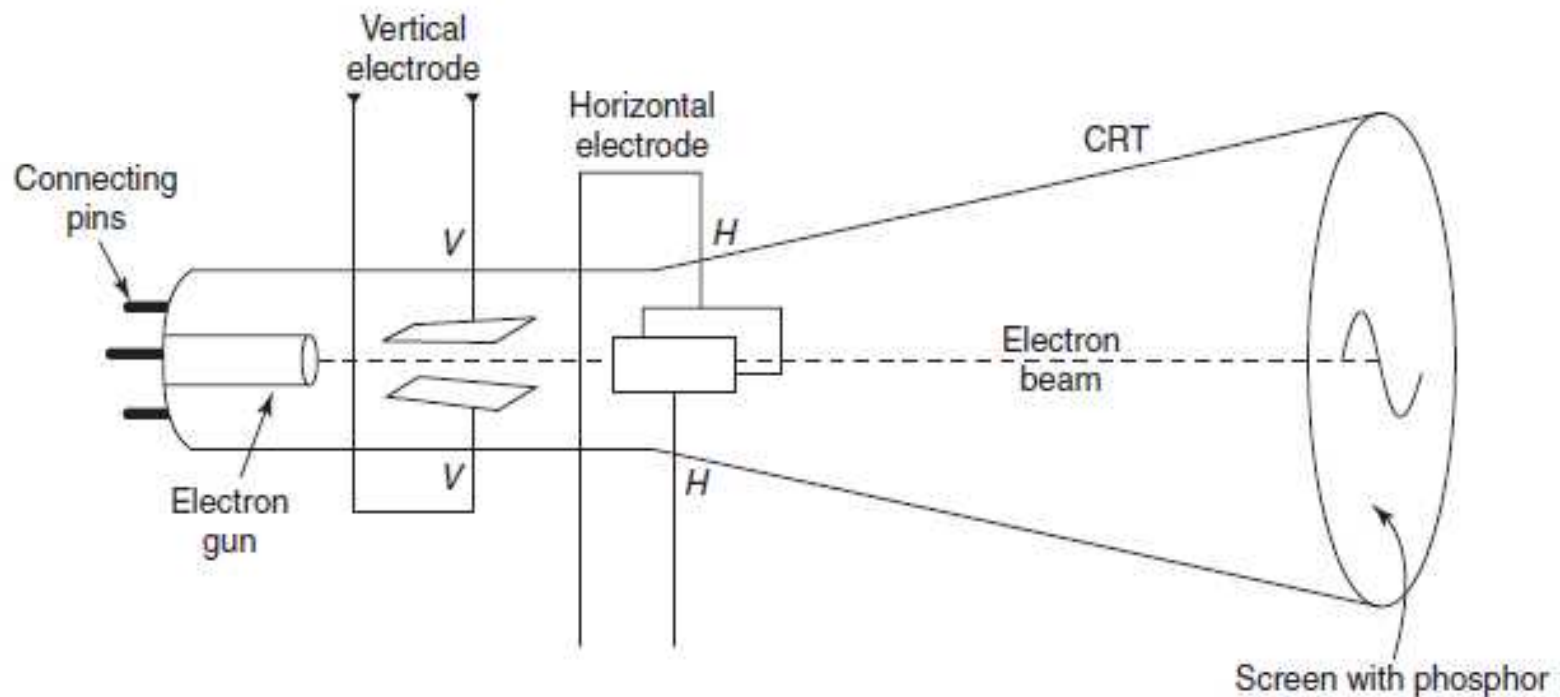 Vertical
electrode
Horizontal
electrode
CRT
Connecting
pins
V
H
Electron
beam
V
H
Electron
gun
Screen with phosphor